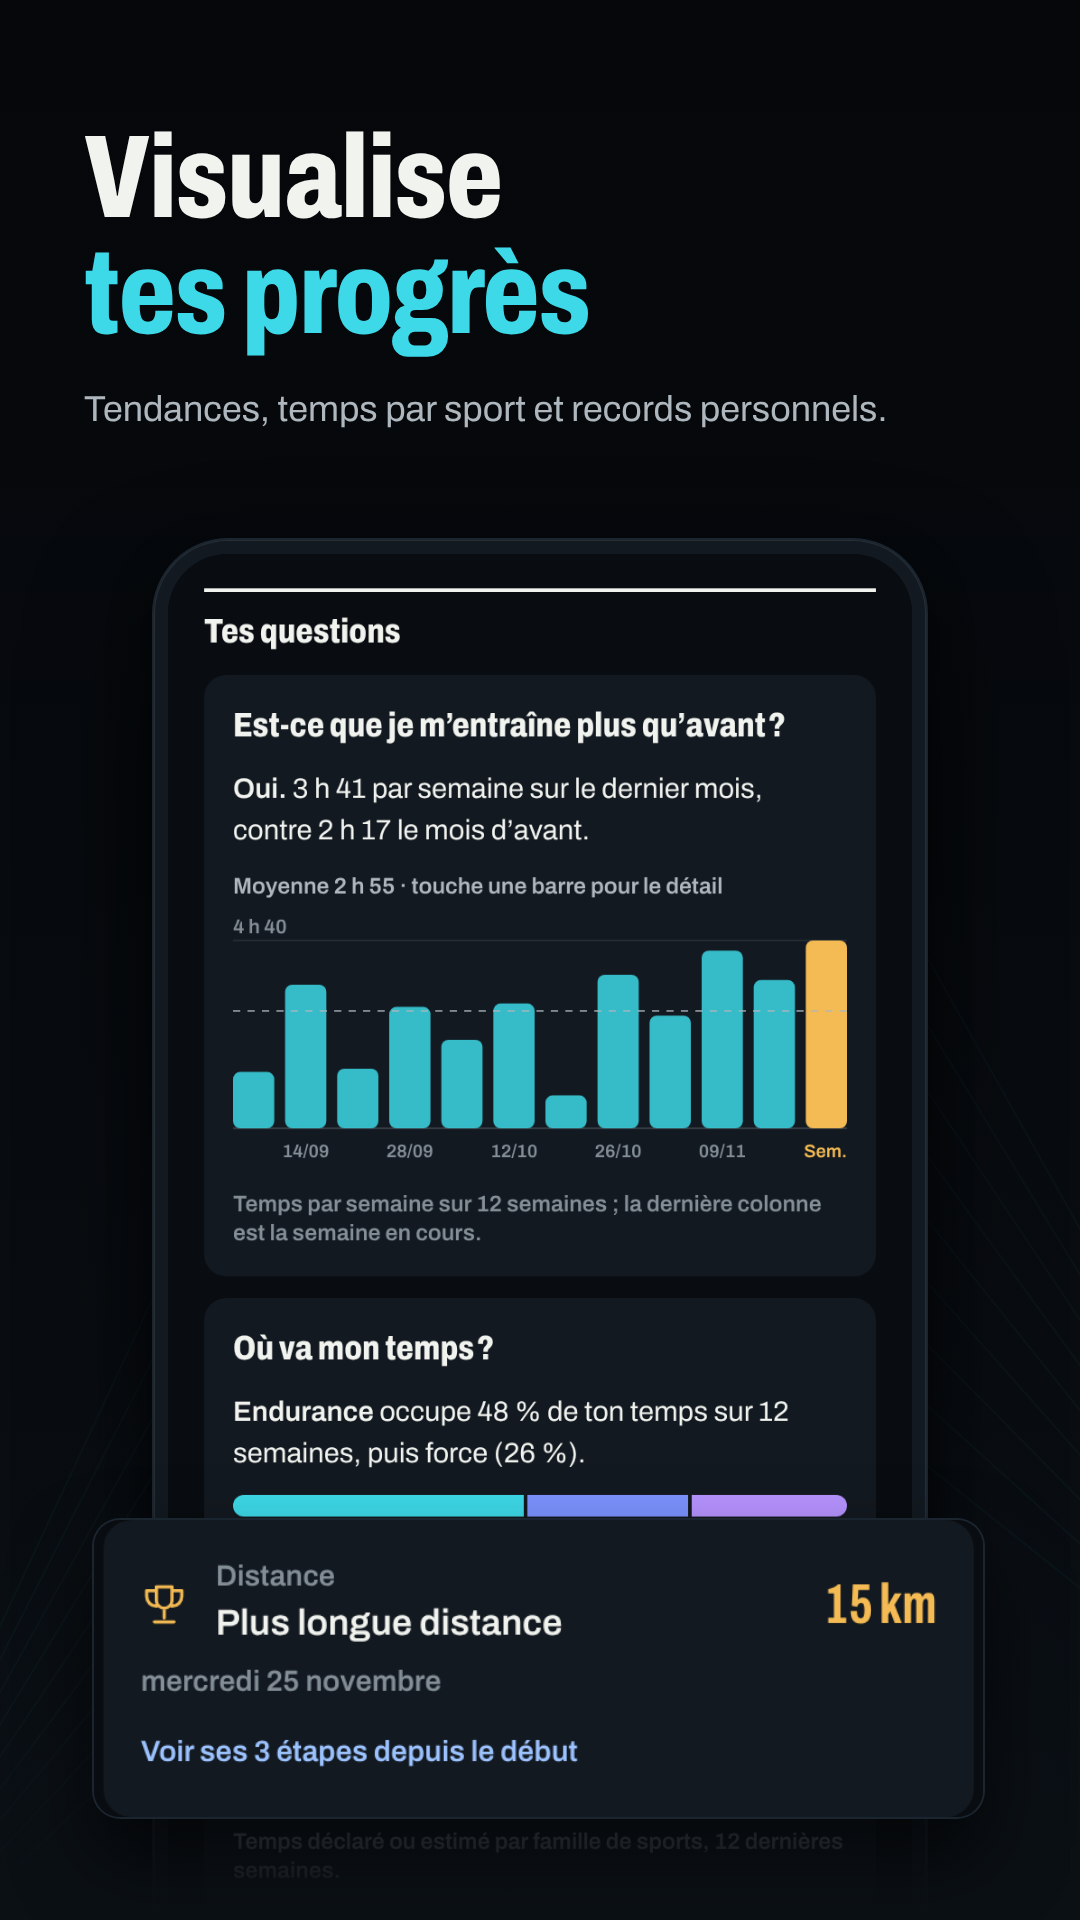 Visualise
tes progrès
Tendances, temps par sport et records personnels.
Tes questions
Est-ce que je m’entraîne plus qu’avant ?
Oui. 3 h 41 par semaine sur le dernier mois,
contre 2 h 17 le mois d’avant.
Moyenne 2 h 55 · touche une barre pour le détail
4 h 40
14/09 28/09 12/10 26/10 09/11 Sem.
Temps par semaine sur 12 semaines ; la dernière colonne
est la semaine en cours.
Où va mon temps ?
Endurance occupe 48 % de ton temps sur 12
semaines, puis force (26 %).
Distance
Plus longue distance
15 km
mercredi 25 novembre
Voir ses 3 étapes depuis le début
Temps déclaré ou estimé par famille de sports, 12 dernières
semaines.